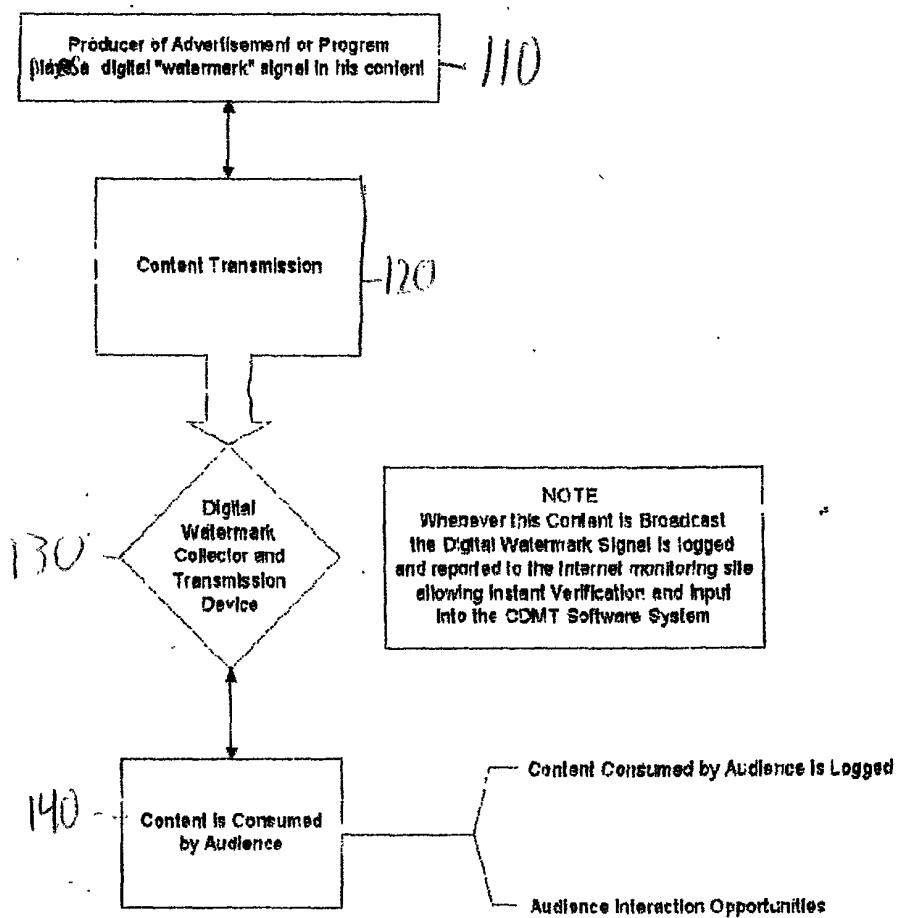 Producer of Advertisement or Program
digital "watermark" signal in his content
110
Content Transmission
120
Digital
Watermark
Collector and
Transmission
Device
130
NOTE
Whenever this Content is Broadcast
the Digital Watermark Signal is logged
and reported to the Internet monitoring site
allowing Instant Verification and Input
into the CDMT Software System
140
Content is Consumed
by Audience
Content Consumed by Audience is Logged
Audience Interaction Opportunities